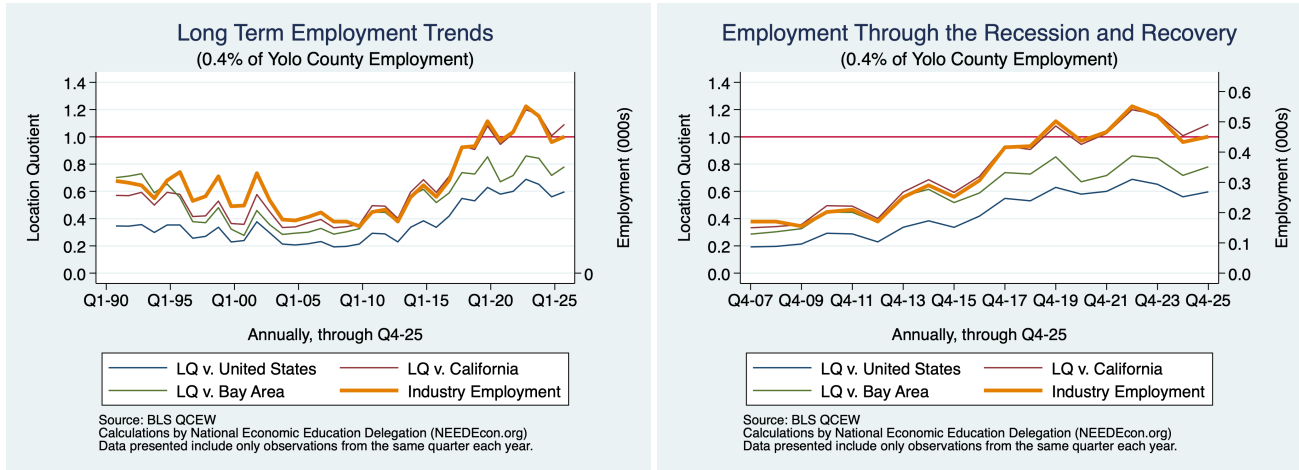 Long Term Employment Trends
(0.4% of Yolo County Employment)
Location Quotient
1.4
1.2
1.0
0.8
0.6
0.4
0.2
0.0
Employment (000s)
0
Q1-90 Q1-95 Q1-00 Q1-05 Q1-10 Q1-15 Q1-20 Q1-25
Annually, through Q4-25
LQ v. United States LQ v. California
LQ v. Bay Area Industry Employment
Source: BLS QCEW
Calculations by National Economic Education Delegation (NEEDEcon.org)
Data presented include only observations from the same quarter each year.
Employment Through the Recession and Recovery
(0.4% of Yolo County Employment)
Location Quotient
1.4
1.2
1.0
0.8
0.6
0.4
0.2
0.0
Employment (000s)
0.6
0.5
0.4
0.3
0.2
0.1
0.0
Q4-07 Q4-09 Q4-11 Q4-13 Q4-15 Q4-17 Q4-19 Q4-21 Q4-23 Q4-25
Annually, through Q4-25
LQ v. United States LQ v. California
LQ v. Bay Area Industry Employment
Source: BLS QCEW
Calculations by National Economic Education Delegation (NEEDEcon.org)
Data presented include only observations from the same quarter each year.